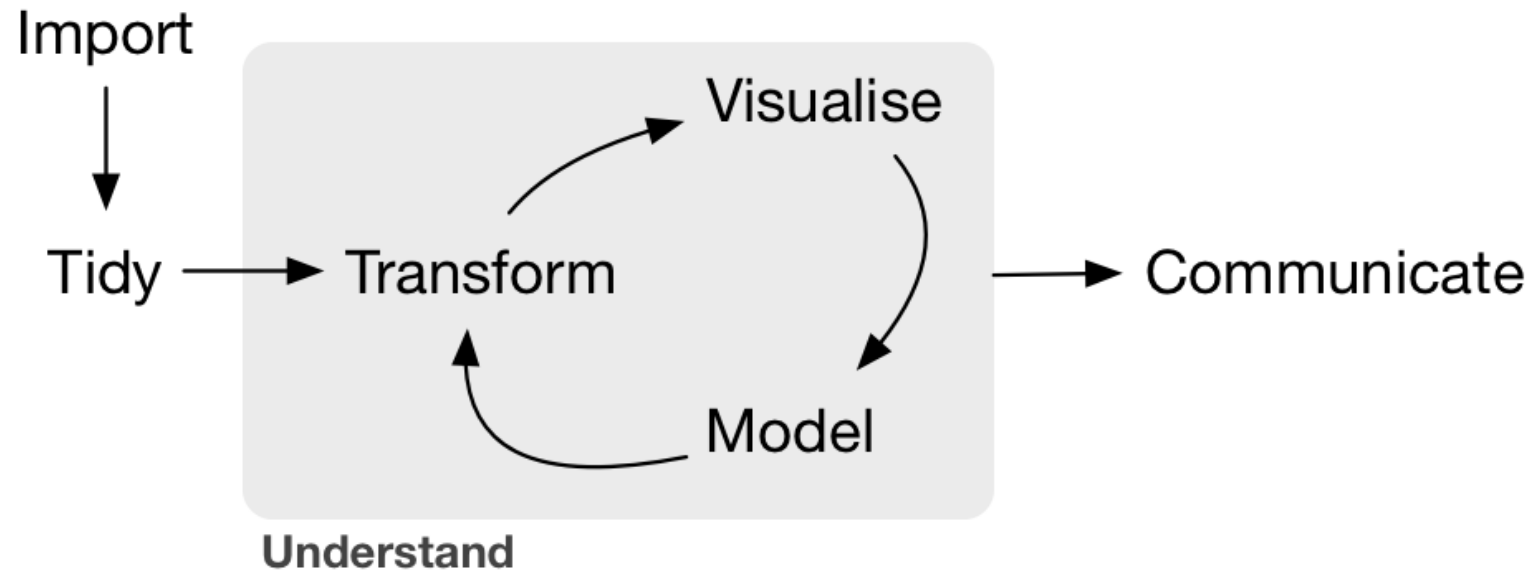 Import
Visualise
Tidy
Transform
Communicate
Model
Understand